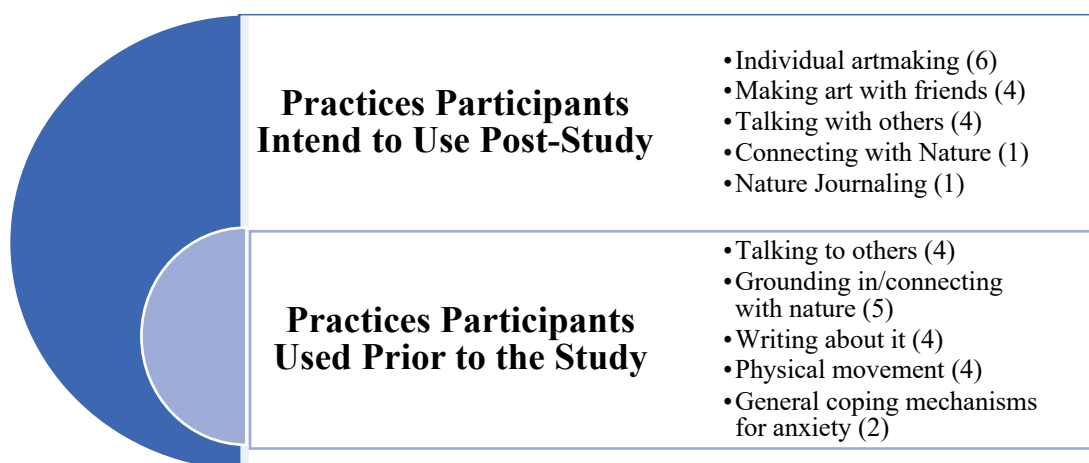 Practices Participants
Intend to Use Post-Study
•Individual artmaking (6)
•Making art with friends (4)
•Talking with others (4)
•Connecting with Nature (1)
•Nature Journaling (1)
Practices Participants
Used Prior to the Study
•Talking to others (4)
•Grounding in/connecting
with nature (5)
•Writing about it (4)
•Physical movement (4)
•General coping mechanisms
for anxiety (2)